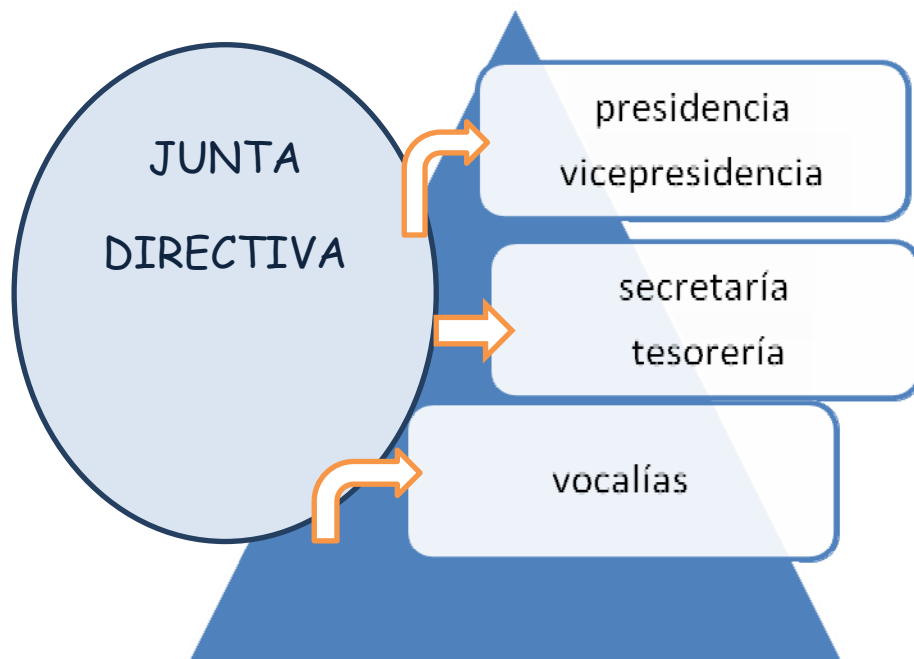 JUNTA
DIRECTIVA
presidencia
vicepresidencia
secretaría
tesorería
vocalías